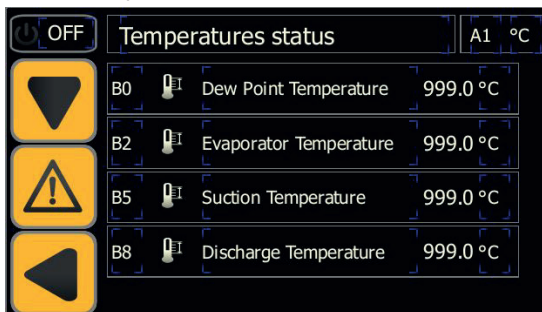 OFF Temperatures status A1 °C
B0 Dew Point Temperature 999.0 °C
B2 Evaporator Temperature 999.0 °C
B5 Suction Temperature 999.0 °C
B8 Discharge Temperature 999.0 °C